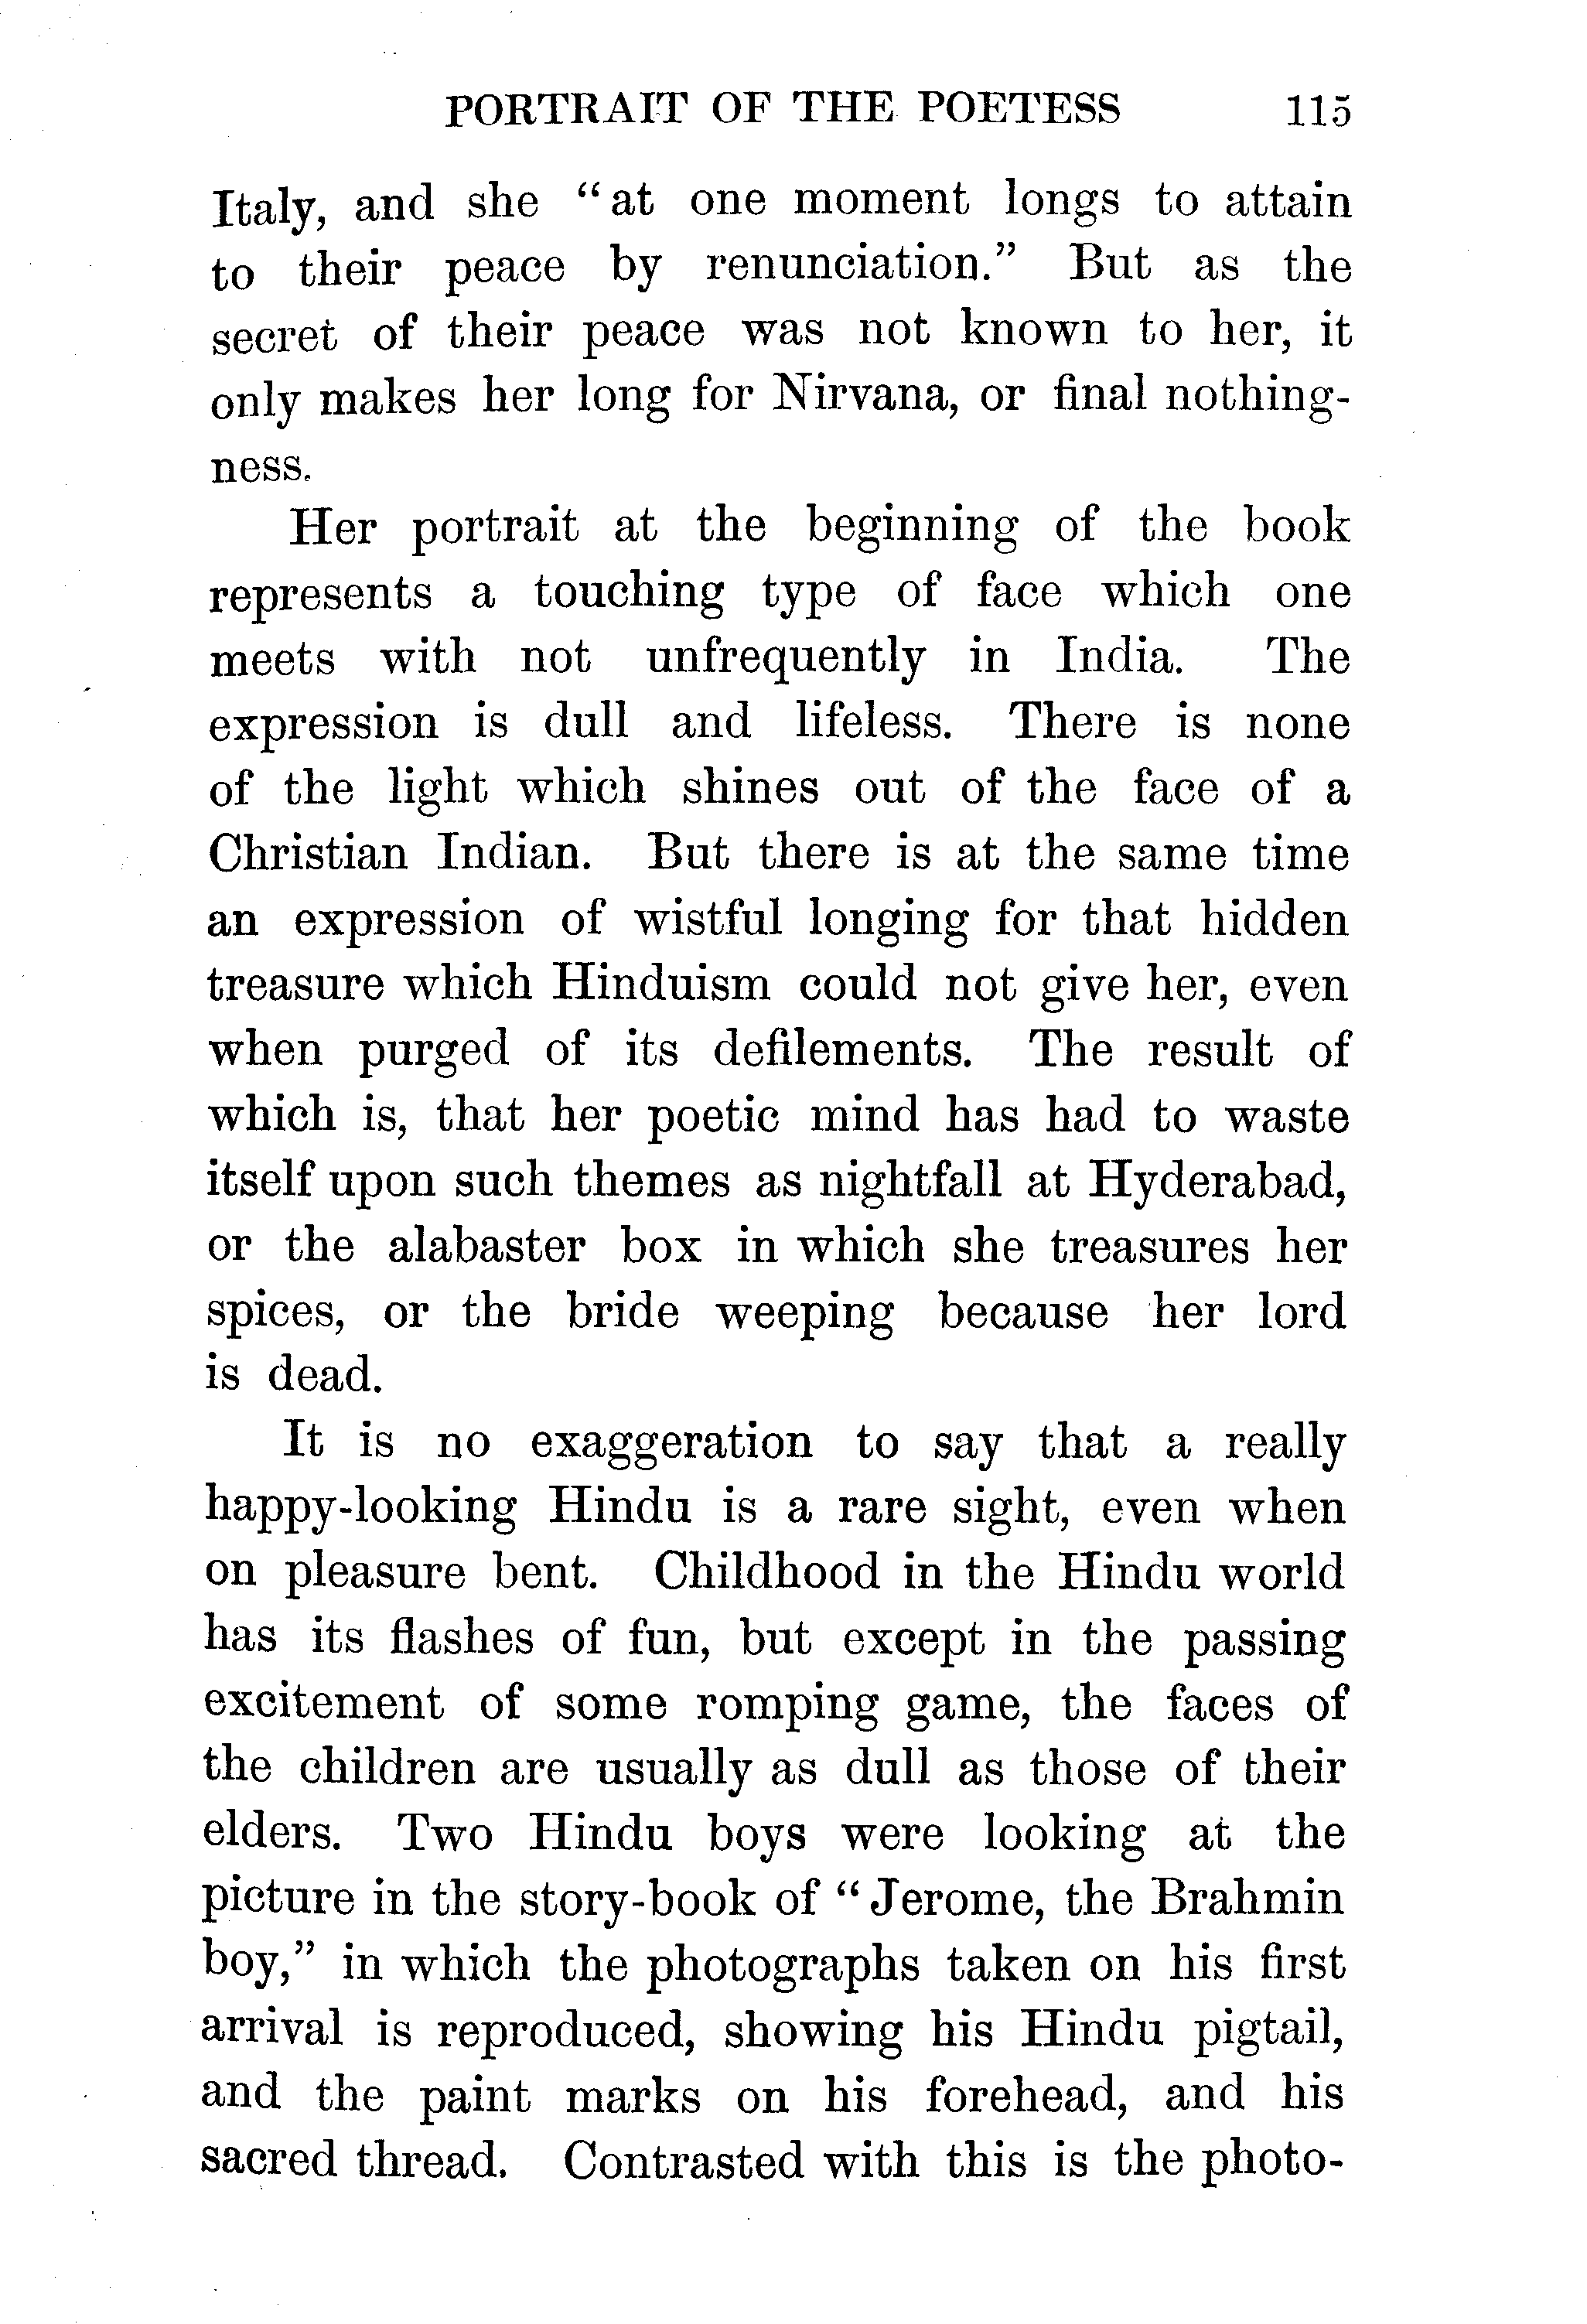 PORTRAIT OF THE POETESS 115
Italy, and she “at one moment longs to attain
to their peace by renunciation.” But as the
secret of their peace was not known to her, it
only makes her long for Nirvana, or final nothing-
ness.
Her portrait at the beginning of the book
represents a touching type of face which one
meets with not unfrequently in India. The
expression is dull and lifeless. There is none
of the light which shines out of the face of a
Christian Indian. But there is at the same time
an expression of wistful longing for that hidden
treasure which Hinduism could not give her, even
when purged of its defilements. The result of
which is, that her poetic mind has had to waste
itself upon such themes as nightfall at Hyderabad,
or the alabaster box in which she treasures her
spices, or the bride weeping because her lord
is dead.
It is no exaggeration to say that a really
happy-looking Hindu is a rare sight, even when
on pleasure bent. Childhood in the Hindu world
has its flashes of fun, but except in the passing
excitement of some romping game, the faces of
the children are usually as dull as those of their
elders. Two Hindu boys were looking at the
picture in the story-book of “Jerome, the Brahmin
boy,” in which the photographs taken on his first
arrival is reproduced, showing his Hindu pigtail,
and the paint marks on his forehead, and his
sacred thread. Contrasted with this is the photo-